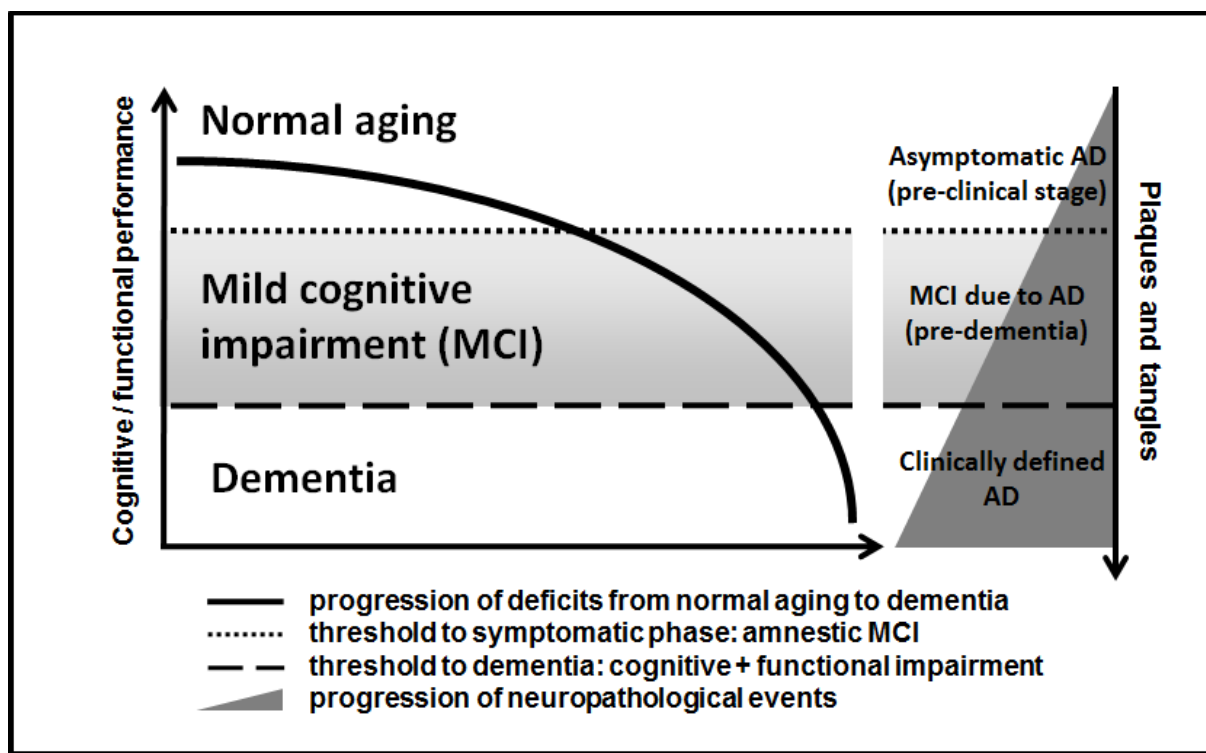 Cognitive / functional performance
Normal aging
Mild cognitive
impairment (MCI)
Dementia
Asymptomatic AD
(pre-clinical stage)
MCI due to AD
(pre-dementia)
Clinically defined
AD
Plaques and tangles
progression of deficits from normal aging to dementia
threshold to symptomatic phase: amnestic MCI
threshold to dementia: cognitive + functional impairment
progression of neuropathological events